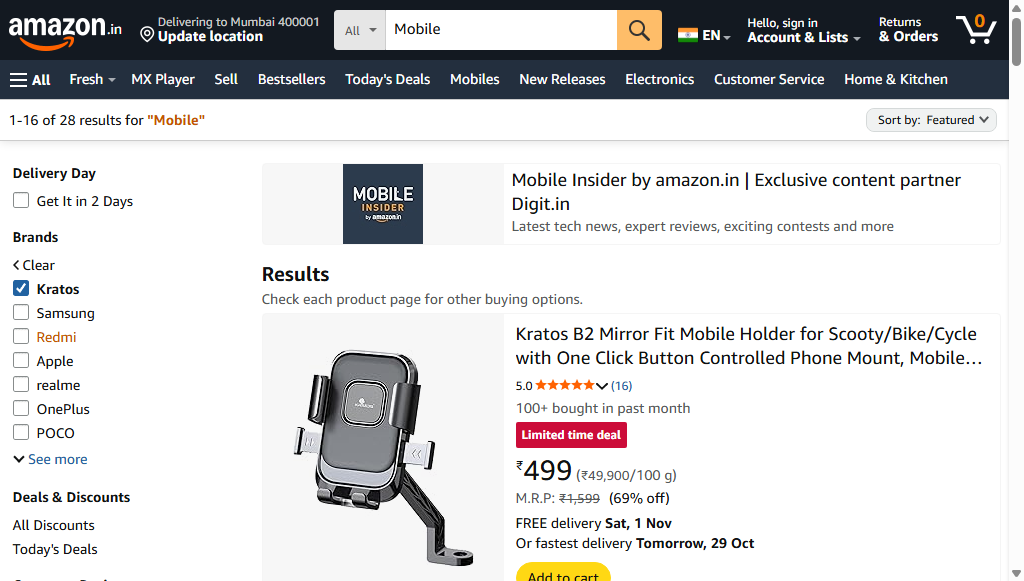 amazon.in
Delivering to Mumbai 400001
Update location
All
Mobile
EN
Hello, sign in
Account & Lists
Returns
& Orders
0
All
Fresh
MX Player
Sell
Bestsellers
Today's Deals
Mobiles
New Releases
Electronics
Customer Service
Home & Kitchen
1-16 of 28 results for "Mobile"
Sort by: Featured
Delivery Day
Get It in 2 Days
Brands
Clear
Kratos
Samsung
Redmi
Apple
realme
OnePlus
POCO
See more
Deals & Discounts
All Discounts
Today's Deals
MOBILE
INSIDER
by amazon.in
Mobile Insider by amazon.in | Exclusive content partner
Digit.in
Latest tech news, expert reviews, exciting contests and more
Results
Check each product page for other buying options.
Kratos B2 Mirror Fit Mobile Holder for Scooty/Bike/Cycle
with One Click Button Controlled Phone Mount, Mobile…
5.0 (16)
100+ bought in past month
Limited time deal
₹499 (₹49,900/100 g)
M.R.P: ₹1,599 (69% off)
FREE delivery Sat, 1 Nov
Or fastest delivery Tomorrow, 29 Oct
Add to cart